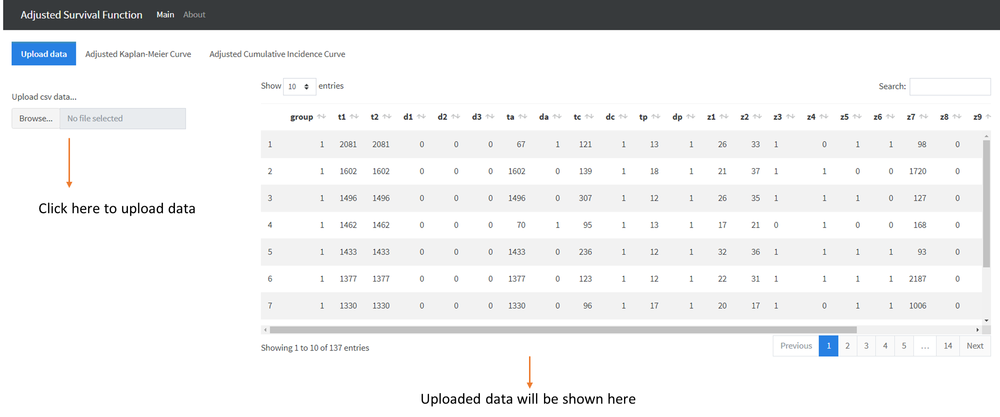 Adjusted Survival Function Main About
Upload data Adjusted Kaplan-Meier Curve Adjusted Cumulative Incidence Curve
Upload csv data...
Browse... No file selected
Click here to upload data
Show 10 entries Search:
group t1 t2 d1 d2 d3 ta da tc dc tp dp z1 z2 z3 z4 z5 z6 z7 z8 z9
1 1 2081 2081 0 0 0 67 1 121 1 13 1 26 33 1 0 1 1 98 0
2 1 1602 1602 0 0 0 1602 0 139 1 18 1 21 37 1 1 0 0 1720 0
3 1 1496 1496 0 0 0 1496 0 307 1 12 1 26 35 1 1 1 0 127 0
4 1 1462 1462 0 0 0 70 1 95 1 13 1 17 21 0 1 0 0 168 0
5 1 1433 1433 0 0 0 1433 0 236 1 12 1 32 36 1 1 1 1 93 0
6 1 1377 1377 0 0 0 1377 0 123 1 12 1 22 31 1 1 1 1 2187 0
7 1 1330 1330 0 0 0 1330 0 96 1 17 1 20 17 1 0 1 1 1006 0
Showing 1 to 10 of 137 entries Previous 1 2 3 4 5 ... 14 Next
Uploaded data will be shown here